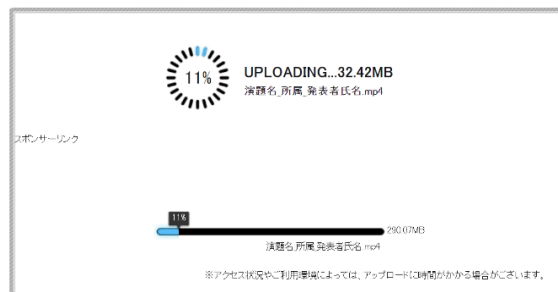 11%
UPLOADING...32.42MB
演題名_所属_発表者氏名.mp4
スポンサーリンク
11%
290.07MB
演題名_所属_発表者氏名.mp4
※アクセス状況やご利用環境によっては、アップロードに時間がかかる場合がございます。